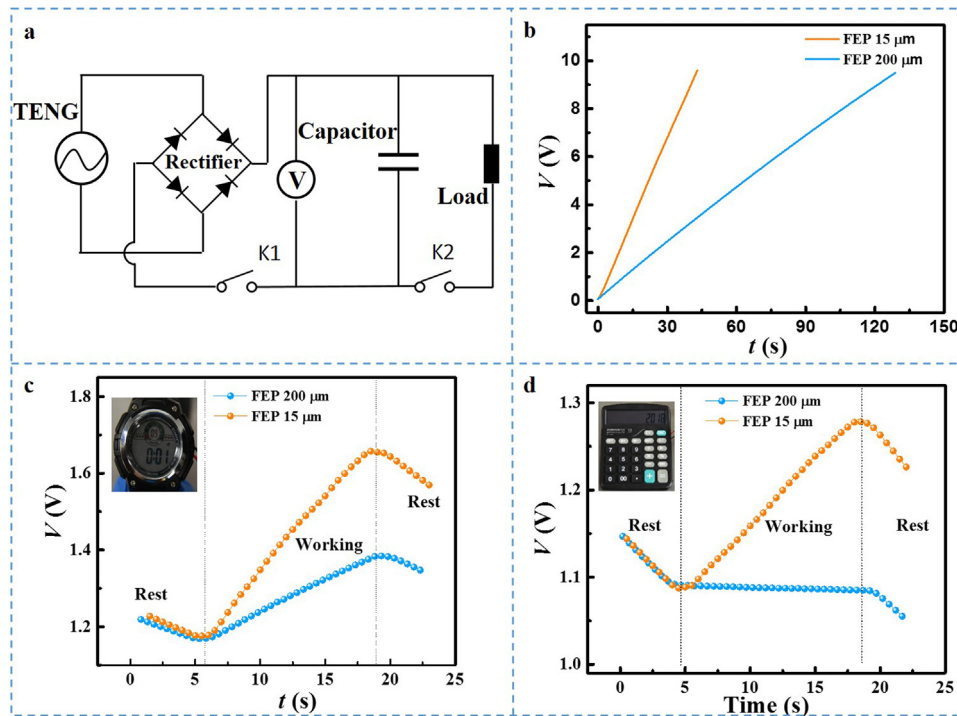 a
TENG
Rectifier
V
Capacitor
Load
K1
K2
b
FEP 15 μm
FEP 200 μm
V (V)
10
8
6
4
2
0
0 30 60 90 120 150
t (s)
c
FEP 200 μm
FEP 15 μm
0:01
V (V)
1.8
1.6
1.4
1.2
Rest
Working
Rest
0 5 10 15 20 25
t (s)
d
FEP 200 μm
FEP 15 μm
V (V)
1.3
1.2
1.1
1.0
Rest
Working
Rest
0 5 10 15 20 25
Time (s)